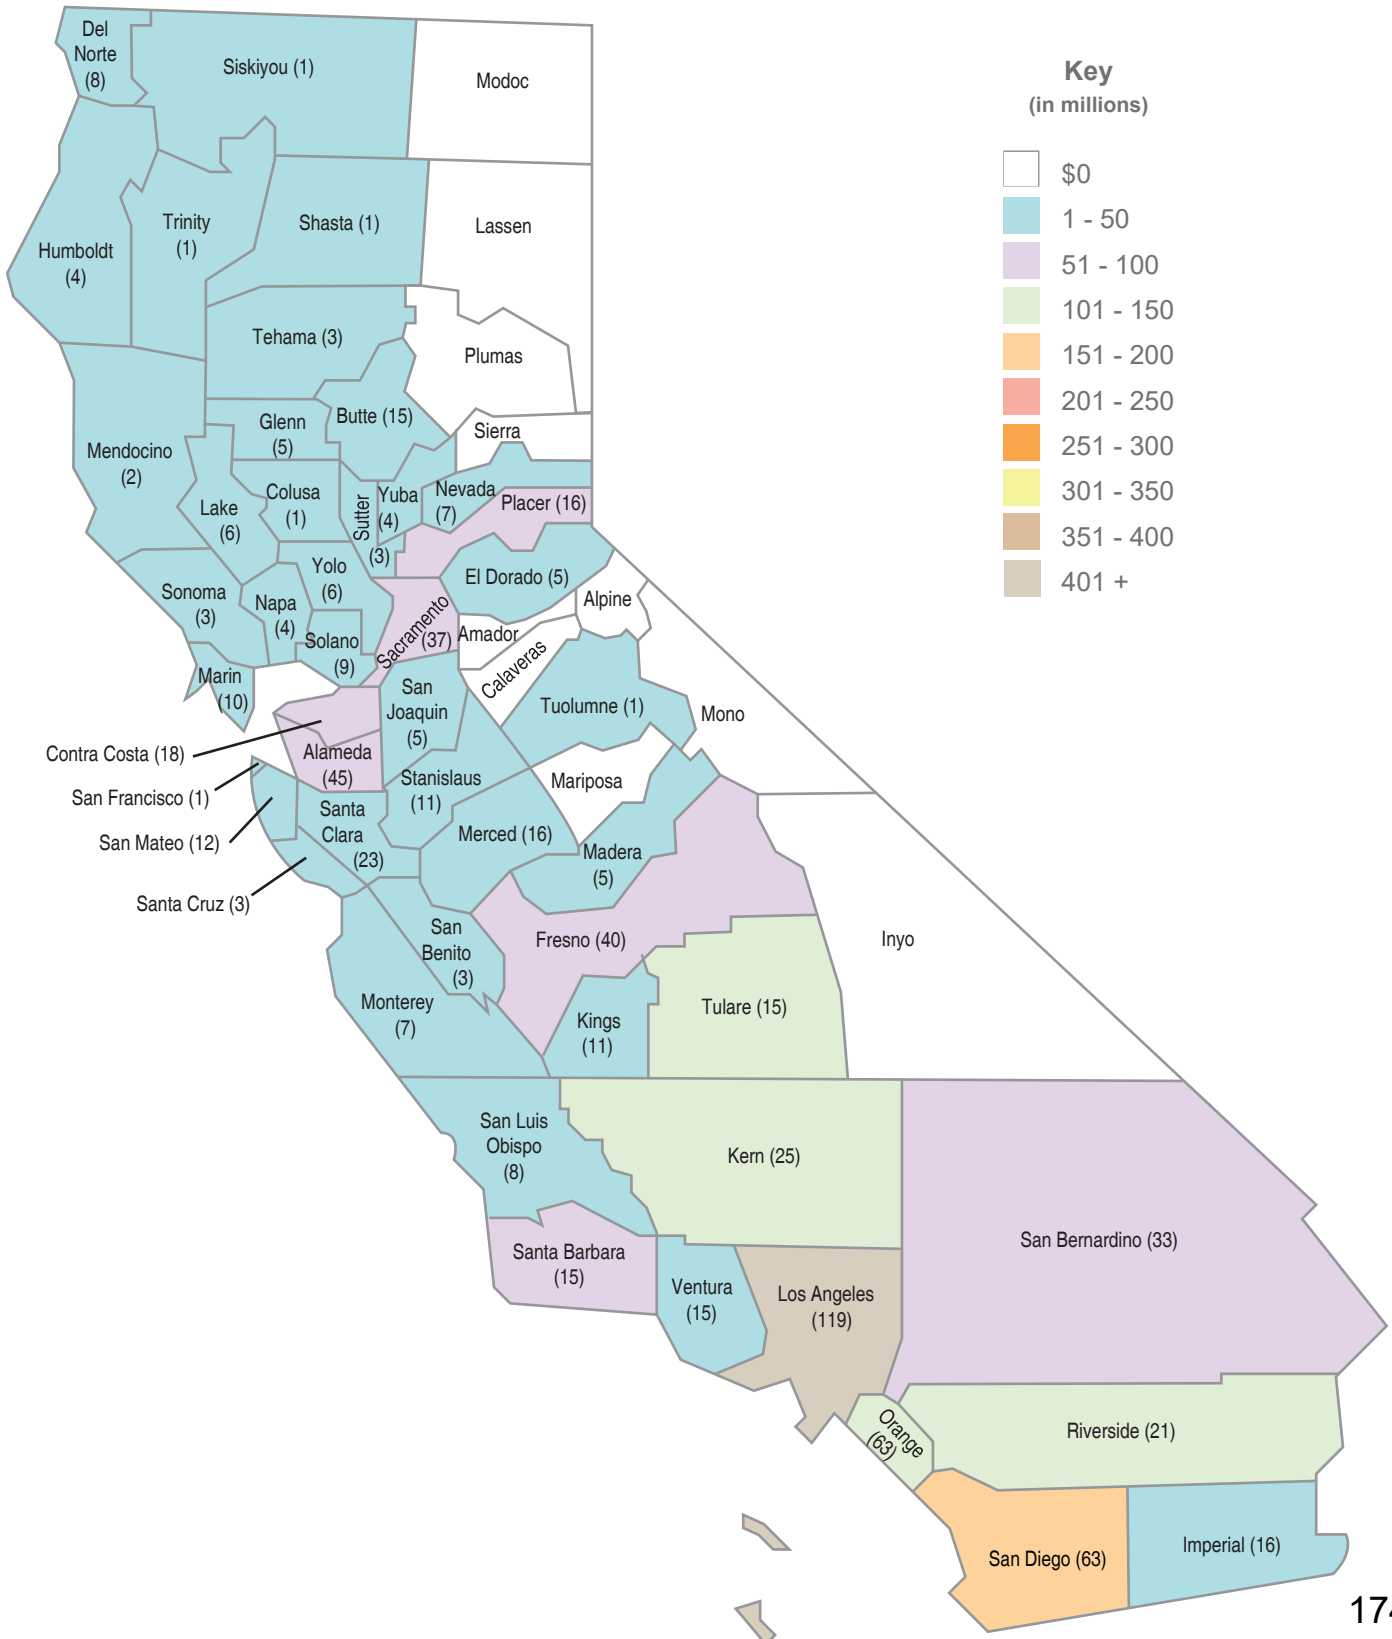 Del
Norte
(8)
Siskiyou (1)
Modoc
Key
(in millions)
$0
1 - 50
51 - 100
101 - 150
151 - 200
201 - 250
251 - 300
301 - 350
351 - 400
401 +
Humboldt
(4)
Trinity
(1)
Shasta (1)
Lassen
Tehama (3)
Plumas
Mendocino
(2)
Glenn
(5)
Butte (15)
Sierra
Lake
(6)
Colusa
(1)
Sutter
(3)
Yuba
(4)
Nevada
(7)
Placer (16)
Sonoma
(3)
Napa
(4)
Yolo
(6)
El Dorado (5)
Alpine
Solano
(9)
Sacramento
(37)
Amador
Calaveras
Marin
(10)
San
Joaquin
(5)
Tuolumne (1)
Mono
Contra Costa (18)
Alameda
(45)
Stanislaus
(11)
Mariposa
San Francisco (1)
San Mateo (12)
Santa
Clara
(23)
Merced (16)
Madera
(5)
Santa Cruz (3)
San
Benito
(3)
Fresno (40)
Inyo
Monterey
(7)
Kings
(11)
Tulare (15)
San Luis
Obispo
(8)
Kern (25)
Santa Barbara
(15)
Ventura
(15)
Los Angeles
(119)
San Bernardino (33)
Orange
(63)
Riverside (21)
San Diego (63)
Imperial (16)
174